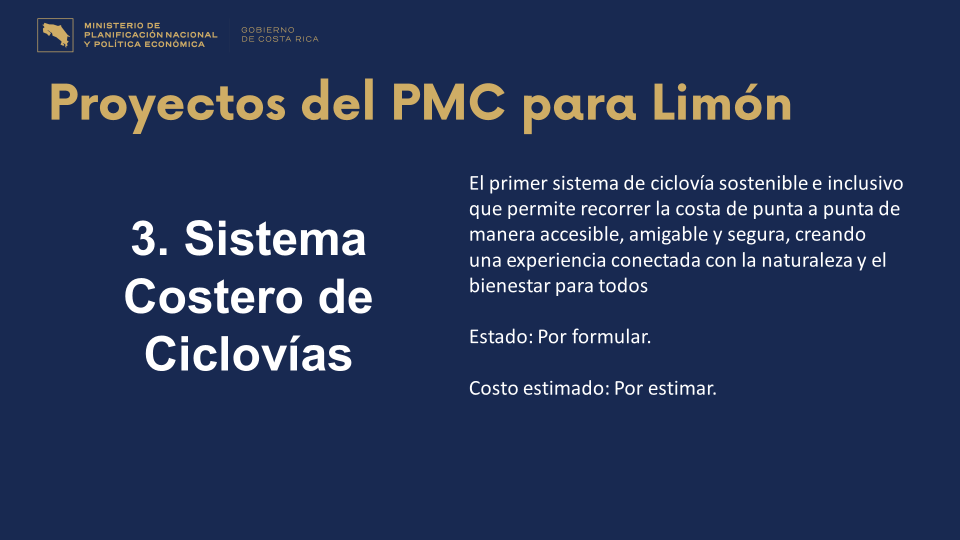 MINISTERIO DE
PLANIFICACIÓN NACIONAL
Y POLÍTICA ECONÓMICA
GOBIERNO
DE COSTA RICA
Proyectos del PMC para Limón
3. Sistema
Costero de
Ciclovías
El primer sistema de ciclovía sostenible e inclusivo
que permite recorrer la costa de punta a punta de
manera accesible, amigable y segura, creando
una experiencia conectada con la naturaleza y el
bienestar para todos
Estado: Por formular.
Costo estimado: Por estimar.